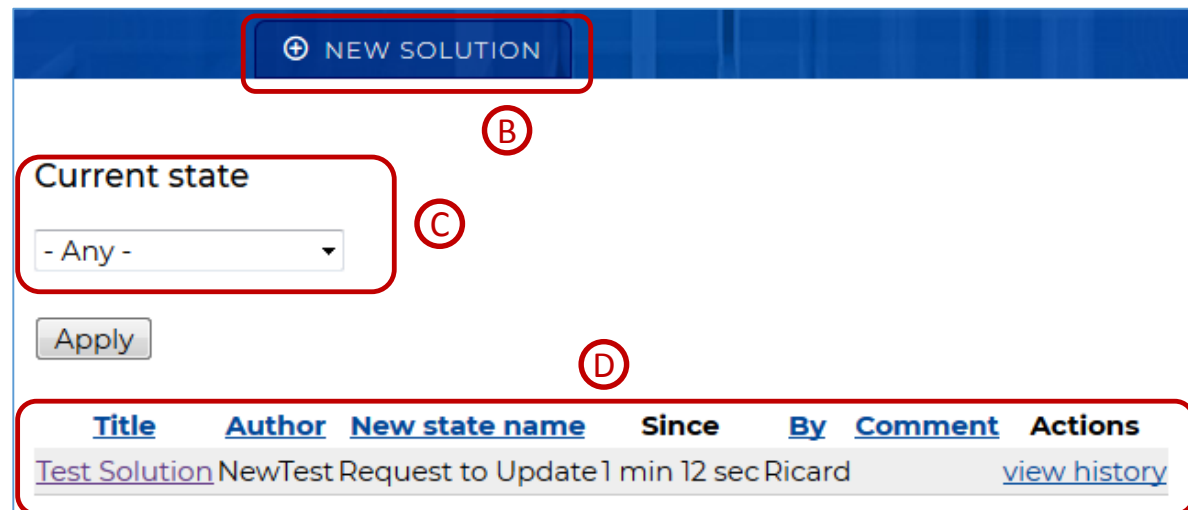 NEW SOLUTION
B
Current state
C
- Any -
Apply
D
Title Author New state name Since By Comment Actions
Test Solution NewTest Request to Update 1 min 12 sec Ricard view history